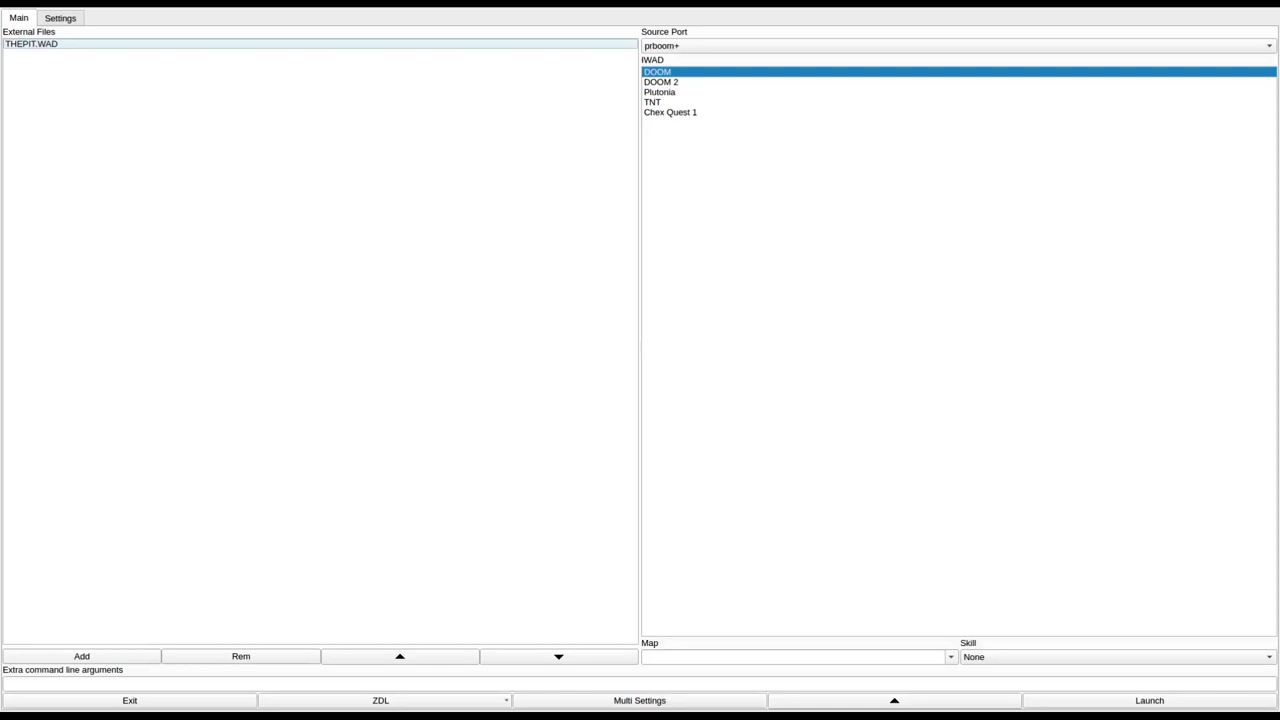 Main Settings
External Files
THEPIT.WAD
Source Port
prboom+
IWAD
DOOM
DOOM 2
Plutonia
TNT
Chex Quest 1
Map
Skill
None
Add
Rem
Extra command line arguments
Exit
ZDL
Multi Settings
Launch